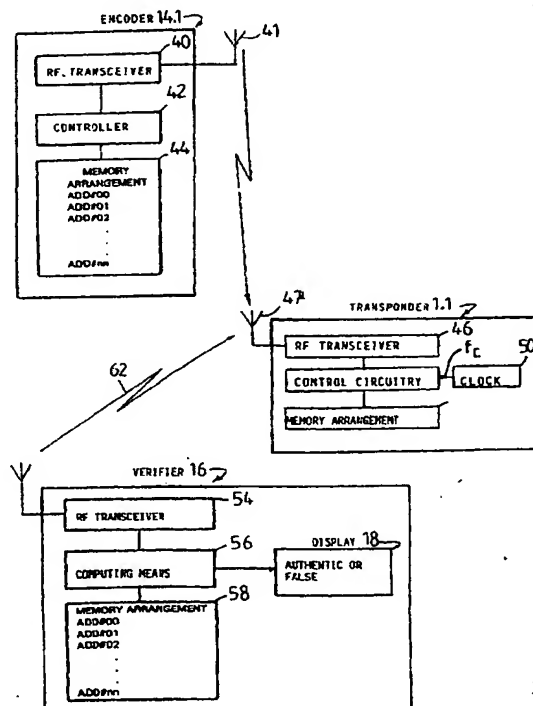 ENCODER 14.1
40
41
RF. TRANSCEIVER
42
CONTROLLER
44
MEMORY
ARRANGEMENT
ADD#00
ADD#01
ADD#02
ADD#nn
47
TRANSPONDER 1.1
46
RF TRANSCEIVER
fc
50
CONTROL CIRCUITRY
CLOCK
MEMORY ARRANGEMENT
62
VERIFIER 16
54
RF TRANSCEIVER
56
DISPLAY 18
COMPUTING MEANS
AUTHENTIC OR
FALSE
58
MEMORY ARRANGEMENT
ADD#00
ADD#01
ADD#02
ADD#nn